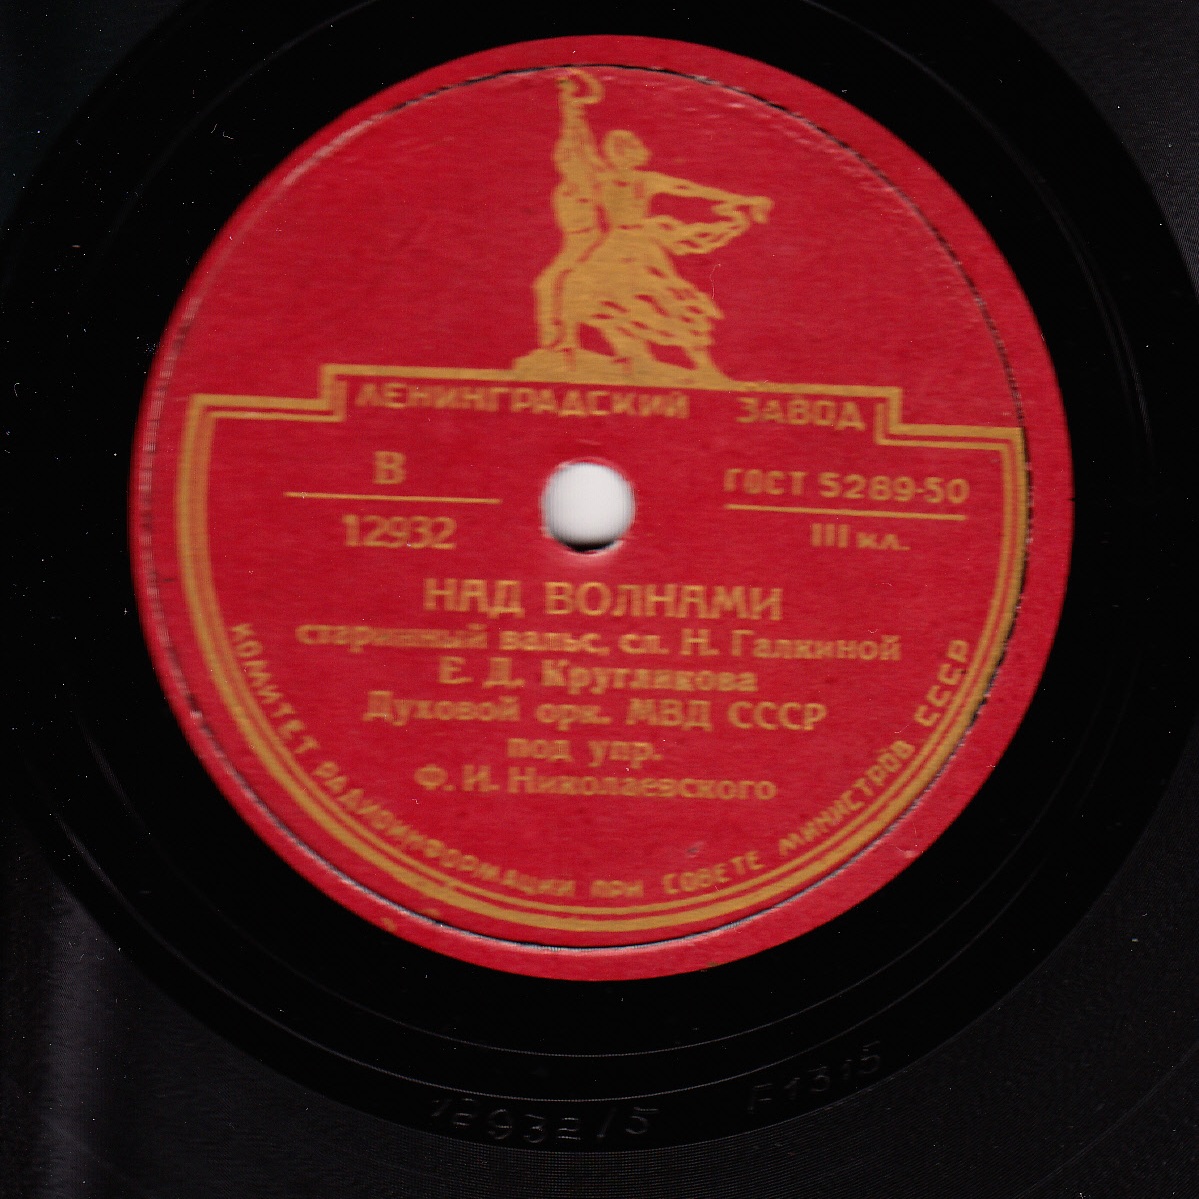 ЛЕНИНГРАДСКИЙ ЗАВОД
В
12932
ГОСТ 5289-50
III кл.
НАД ВОЛНАМИ
старинный вальс, сл. Н. Галкиной
Е. Д. Кругликова
Духовой орк. МВД СССР
под упр.
Ф. И. Николаевского
КОМИТЕТ РАДИОИНФОРМАЦИИ ПРИ СОВЕТЕ МИНИСТРОВ СССР
12932/5